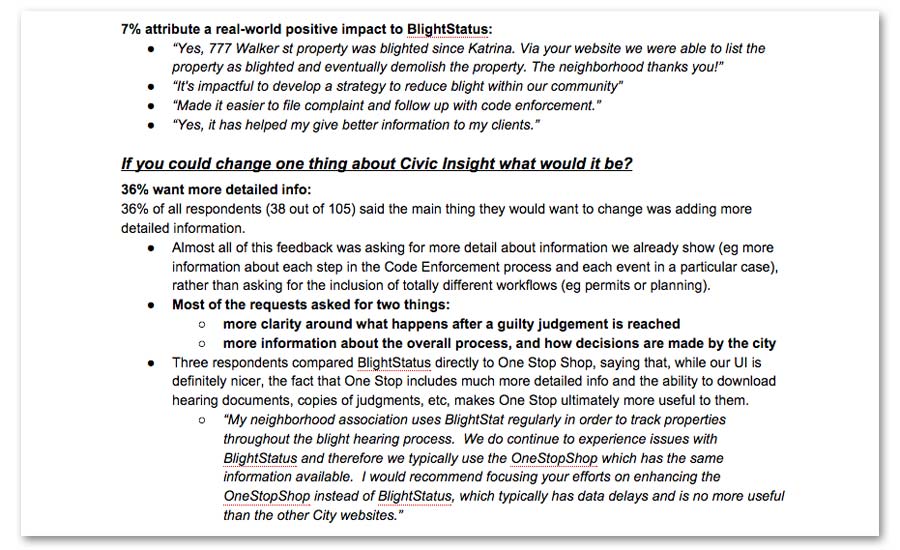 7% attribute a real-world positive impact to BlightStatus:
● “Yes, 777 Walker st property was blighted since Katrina. Via your website we were able to list the
property as blighted and eventually demolish the property. The neighborhood thanks you!”
● “It's impactful to develop a strategy to reduce blight within our community”
● “Made it easier to file complaint and follow up with code enforcement.”
● “Yes, it has helped my give better information to my clients.”
If you could change one thing about Civic Insight what would it be?
36% want more detailed info:
36% of all respondents (38 out of 105) said the main thing they would want to change was adding more
detailed information.
● Almost all of this feedback was asking for more detail about information we already show (eg more
information about each step in the Code Enforcement process and each event in a particular case),
rather than asking for the inclusion of totally different workflows (eg permits or planning).
● Most of the requests asked for two things:
○ more clarity around what happens after a guilty judgement is reached
○ more information about the overall process, and how decisions are made by the city
● Three respondents compared BlightStatus directly to One Stop Shop, saying that, while our UI is
definitely nicer, the fact that One Stop includes much more detailed info and the ability to download
hearing documents, copies of judgments, etc, makes One Stop ultimately more useful to them.
○ “My neighborhood association uses BlightStat regularly in order to track properties
throughout the blight hearing process.  We do continue to experience issues with
BlightStatus and therefore we typically use the OneStopShop which has the same
information available.  I would recommend focusing your efforts on enhancing the
OneStopShop instead of BlightStatus, which typically has data delays and is no more useful
than the other City websites.”